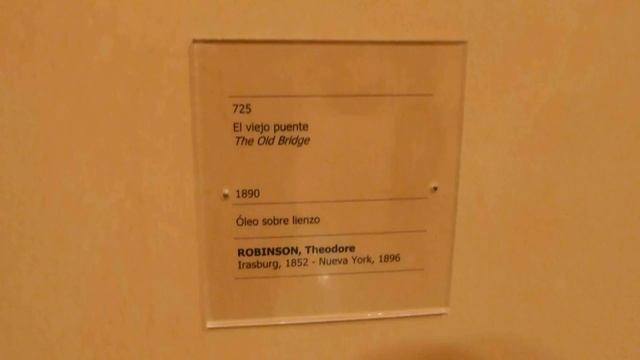 725
El viejo puente
The Old Bridge
1890
Óleo sobre lienzo
ROBINSON, Theodore
Irasburg, 1852 - Nueva York, 1896